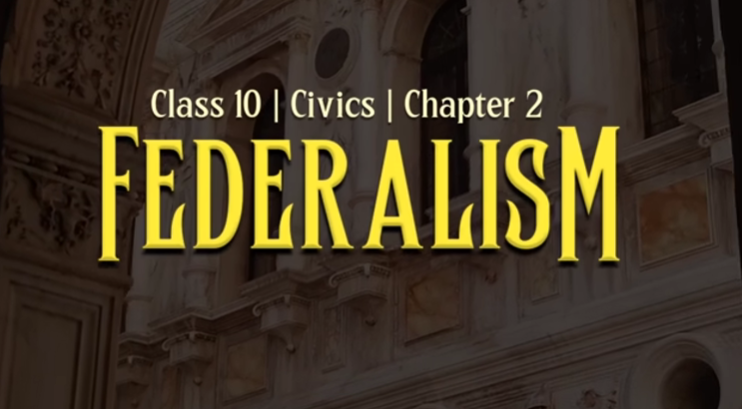 Class 10 | Civics | Chapter 2
FEDERALISM